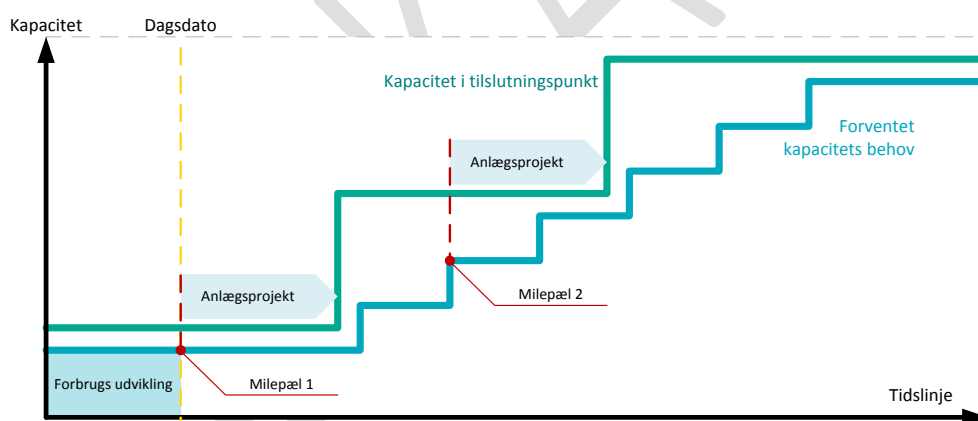 Kapacitet
Dagsdato
Kapacitet i tilslutningspunkt
Forventet
kapacitets behov
Anlægsprojekt
Anlægsprojekt
Milepæl 2
Forbrugs udvikling
Milepæl 1
Tidslinje